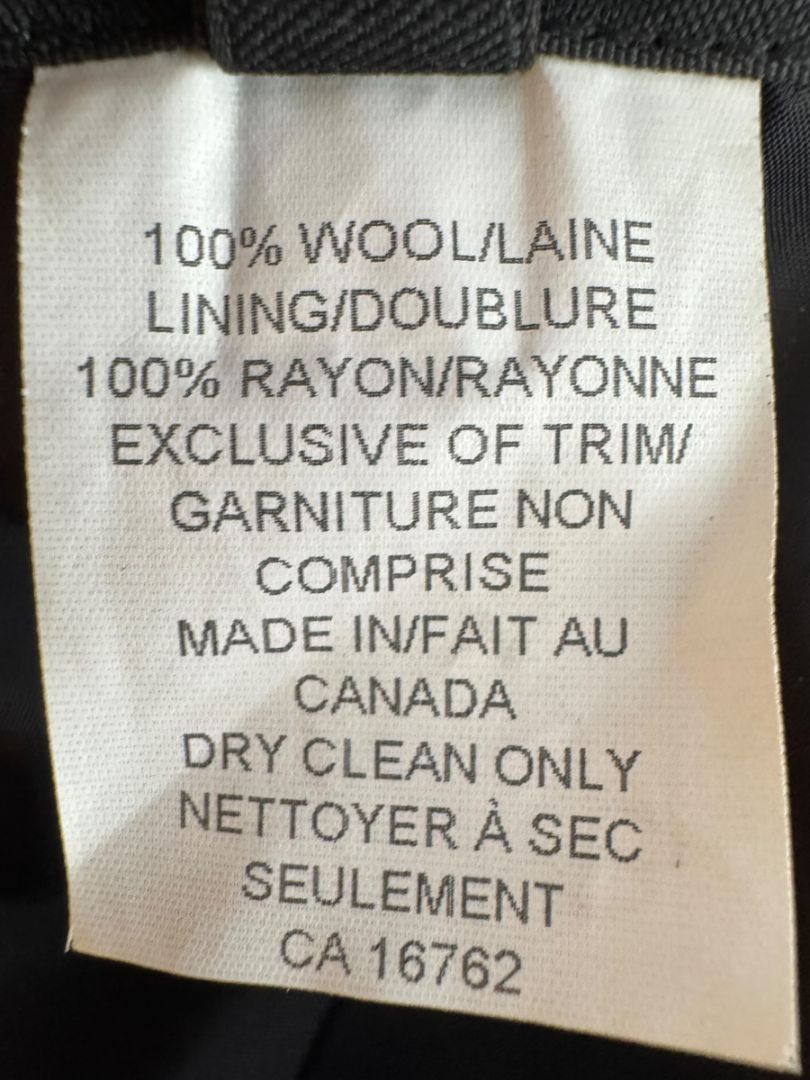 100% WOOL/LAINE
LINING/DOUBLURE
100% RAYON/RAYONNE
EXCLUSIVE OF TRIM/
GARNITURE NON
COMPRISE
MADE IN/FAIT AU
CANADA
DRY CLEAN ONLY
NETTOYER À SEC
SEULEMENT
CA 16762